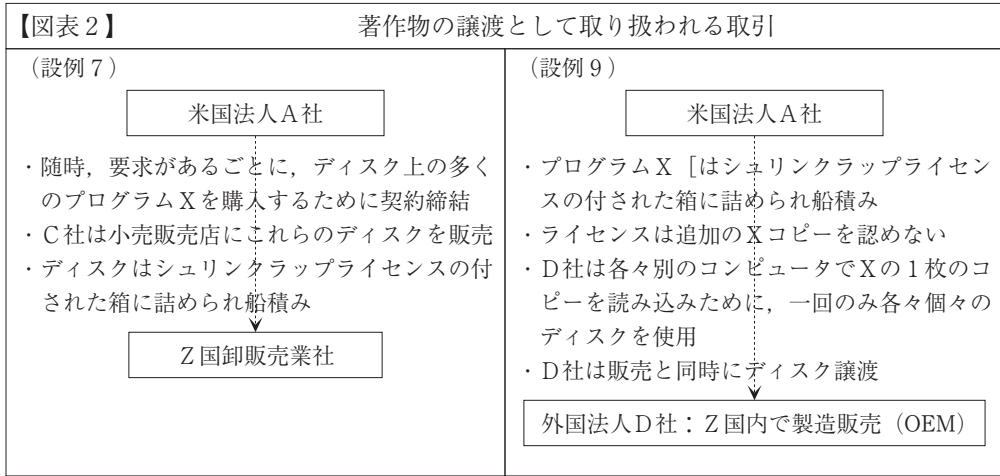 【図表２】 著作物の譲渡として取り扱われる取引
（設例７）
米国法人Ａ社
・随時，要求があるごとに，ディスク上の多く
のプログラムＸを購入するために契約締結
・Ｃ社は小売販売店にこれらのディスクを販売
・ディスクはシュリンクラップライセンスの付
された箱に詰められ船積み
Ｚ国卸販売業社
（設例９）
米国法人Ａ社
・プログラムＸ［はシュリンクラップライセン
スの付された箱に詰められ船積み
・ライセンスは追加のＸコピーを認めない
・Ｄ社は各々別のコンピュータでＸの１枚のコ
ピーを読み込みために，一回のみ各々個々の
ディスクを使用
・Ｄ社は販売と同時にディスク譲渡
外国法人Ｄ社：Ｚ国内で製造販売（OEM）